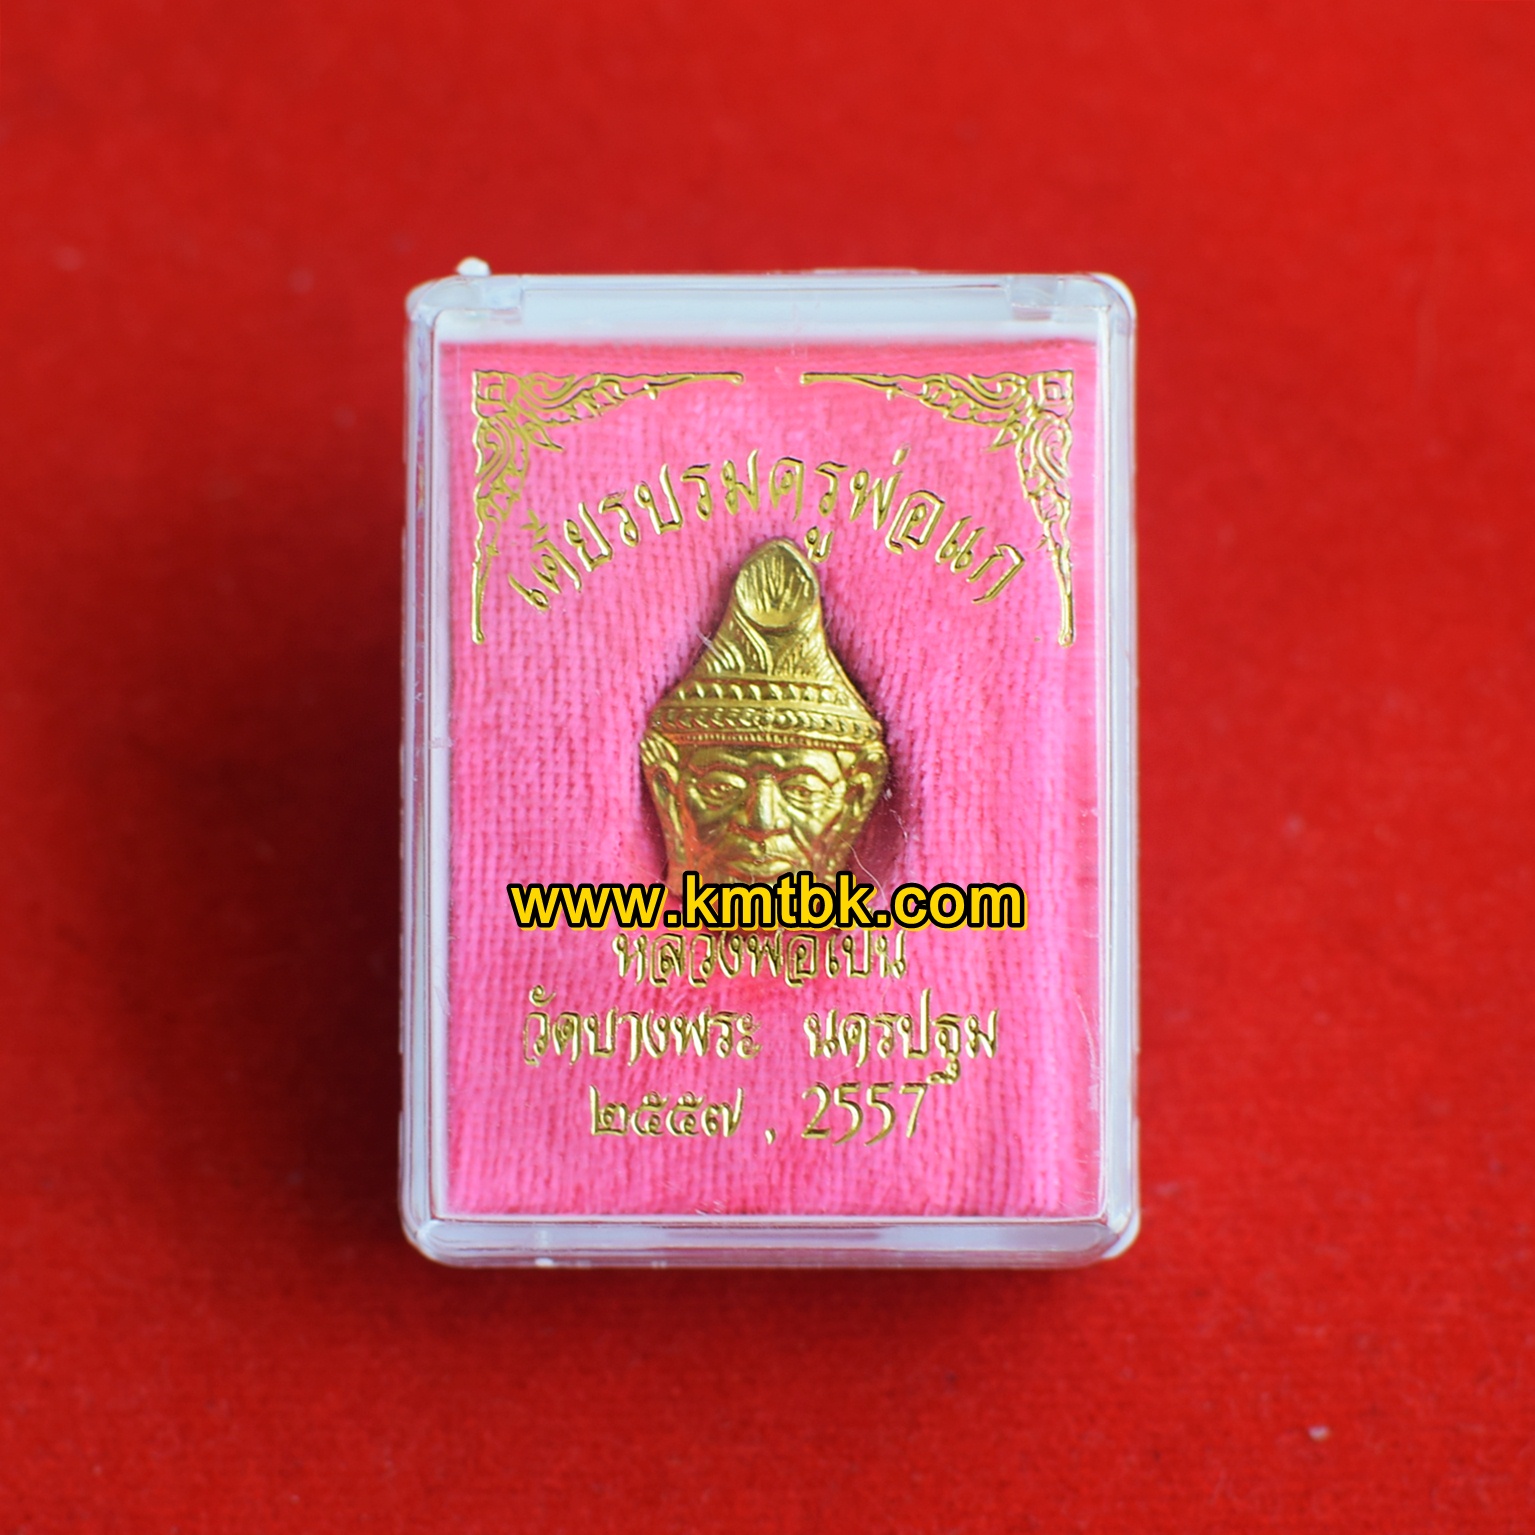 เศียรบรมครูพ่อแก่
www.kmtbk.com
หลวงพ่อเปิ่น
วัดบางพระ นครปฐม
๒๕๕๗ , 2557